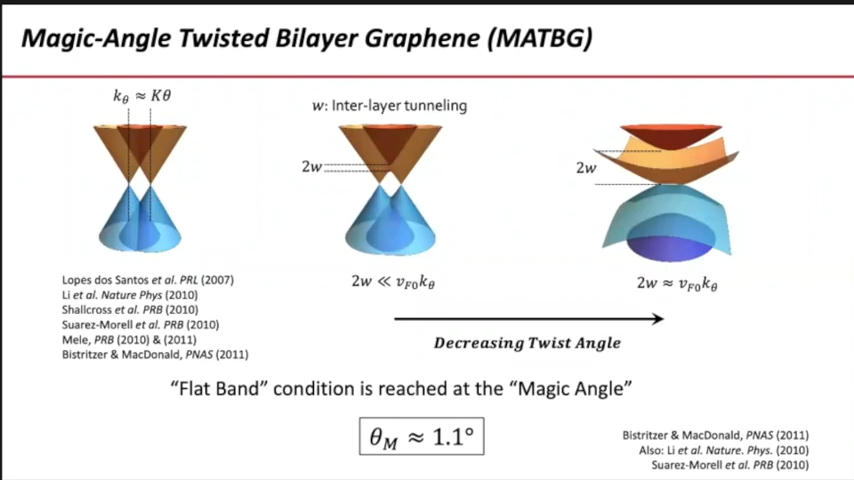 Magic-Angle Twisted Bilayer Graphene (MATBG)
k_θ ≈ Kθ
w: Inter-layer tunneling
2w
2w
Lopes dos Santos et al. PRL (2007)
Li et al. Nature Phys (2010)
Shallcross et al. PRB (2010)
Suarez-Morell et al. PRB (2010)
Mele, PRB (2010) & (2011)
Bistritzer & MacDonald, PNAS (2011)
2w ≪ v_F0 k_θ
2w ≈ v_F0 k_θ
Decreasing Twist Angle
“Flat Band” condition is reached at the “Magic Angle”
θ_M ≈ 1.1°
Bistritzer & MacDonald, PNAS (2011)
Also: Li et al. Nature. Phys. (2010)
Suarez-Morell et al. PRB (2010)